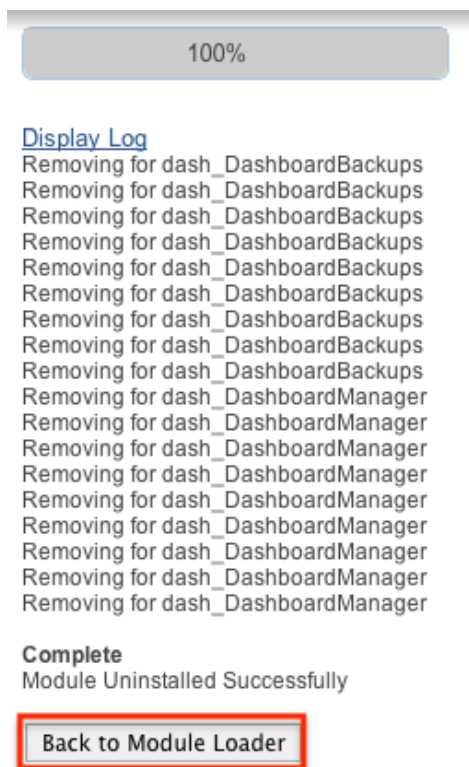 100%
Display Log
Removing for dash_DashboardBackups
Removing for dash_DashboardBackups
Removing for dash_DashboardBackups
Removing for dash_DashboardBackups
Removing for dash_DashboardBackups
Removing for dash_DashboardBackups
Removing for dash_DashboardBackups
Removing for dash_DashboardBackups
Removing for dash_DashboardBackups
Removing for dash_DashboardManager
Removing for dash_DashboardManager
Removing for dash_DashboardManager
Removing for dash_DashboardManager
Removing for dash_DashboardManager
Removing for dash_DashboardManager
Removing for dash_DashboardManager
Removing for dash_DashboardManager
Removing for dash_DashboardManager
Complete
Module Uninstalled Successfully
Back to Module Loader